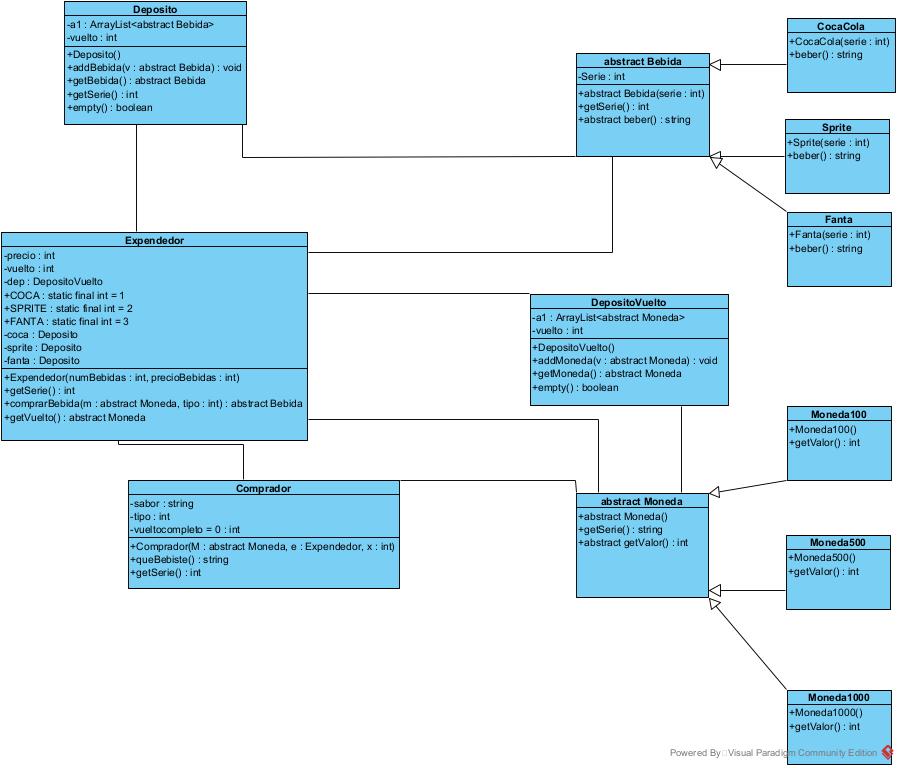 Deposito
-a1 : ArrayList<abstract Bebida>
-vuelto : int
+Deposito()
+addBebida(v : abstract Bebida) : void
+getBebida() : abstract Bebida
+getSerie() : int
+empty() : boolean
abstract Bebida
-Serie : int
+abstract Bebida(serie : int)
+getSerie() : int
+abstract beber() : string
CocaCola
+CocaCola(serie : int)
+beber() : string
Sprite
+Sprite(serie : int)
+beber() : string
Fanta
+Fanta(serie : int)
+beber() : string
Expendedor
-precio : int
-vuelto : int
-dep : DepositoVuelto
+COCA : static final int = 1
+SPRITE : static final int = 2
+FANTA : static final int = 3
-coca : Deposito
-sprite : Deposito
-fanta : Deposito
+Expendedor(numBebidas : int, precioBebidas : int)
+getSerie() : int
+comprarBebida(m : abstract Moneda, tipo : int) : abstract Bebida
+getVuelto() : abstract Moneda
DepositoVuelto
-a1 : ArrayList<abstract Moneda>
-vuelto : int
+DepositoVuelto()
+addMoneda(v : abstract Moneda) : void
+getMoneda() : abstract Moneda
+empty() : boolean
Comprador
-sabor : string
-tipo : int
-vueltocompleto = 0 : int
+Comprador(M : abstract Moneda, e : Expendedor, x : int)
+queBebiste() : string
+getSerie() : int
abstract Moneda
+abstract Moneda()
+getSerie() : string
+abstract getValor() : int
Moneda100
+Moneda100()
+getValor() : int
Moneda500
+Moneda500()
+getValor() : int
Moneda1000
+Moneda1000()
+getValor() : int
Powered By Visual Paradigm Community Edition